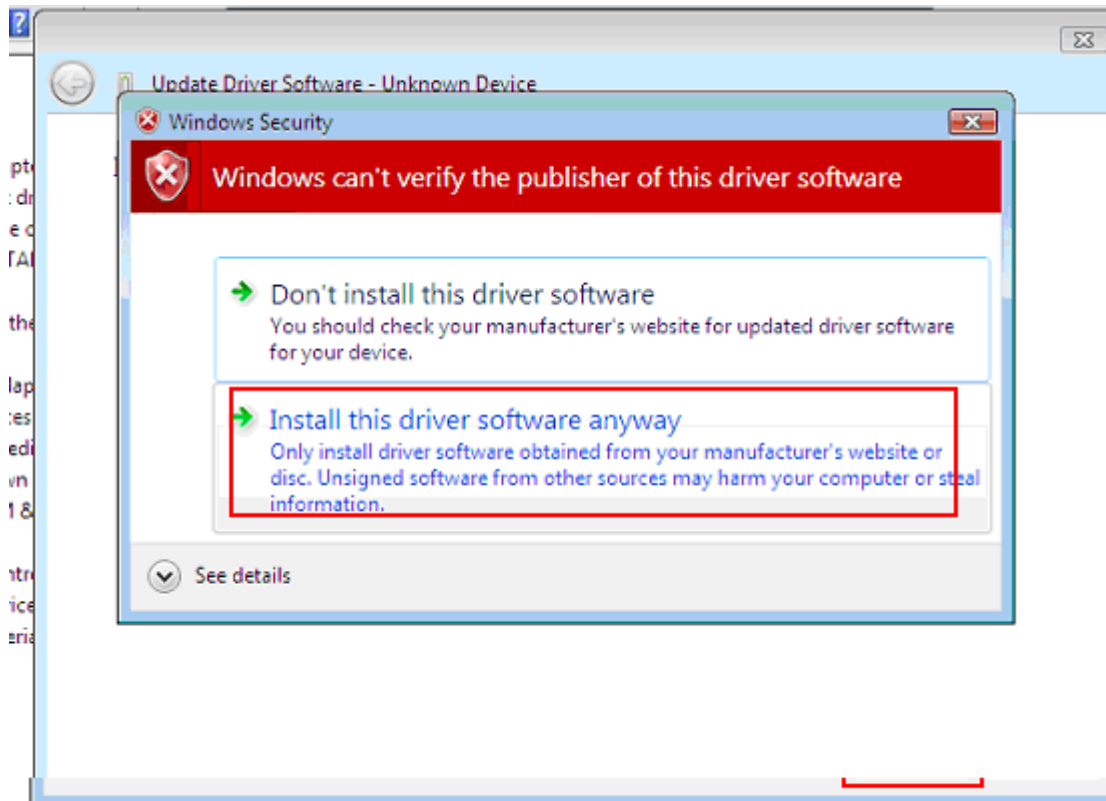 Update Driver Software - Unknown Device
Windows Security
Windows can't verify the publisher of this driver software
Don't install this driver software
You should check your manufacturer's website for updated driver software
for your device.
Install this driver software anyway
Only install driver software obtained from your manufacturer's website or
disc. Unsigned software from other sources may harm your computer or steal
information.
See details